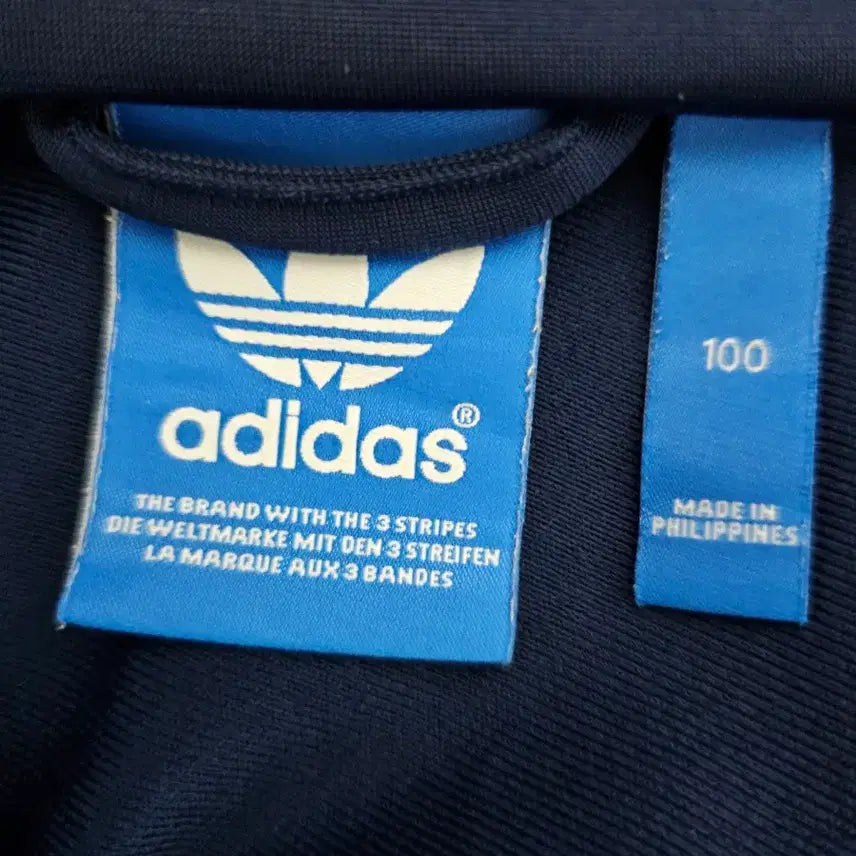 adidas®
THE BRAND WITH THE 3 STRIPES
DIE WELTMARKE MIT DEN 3 STREIFEN
LA MARQUE AUX 3 BANDES
100
MADE IN
PHILIPPINES